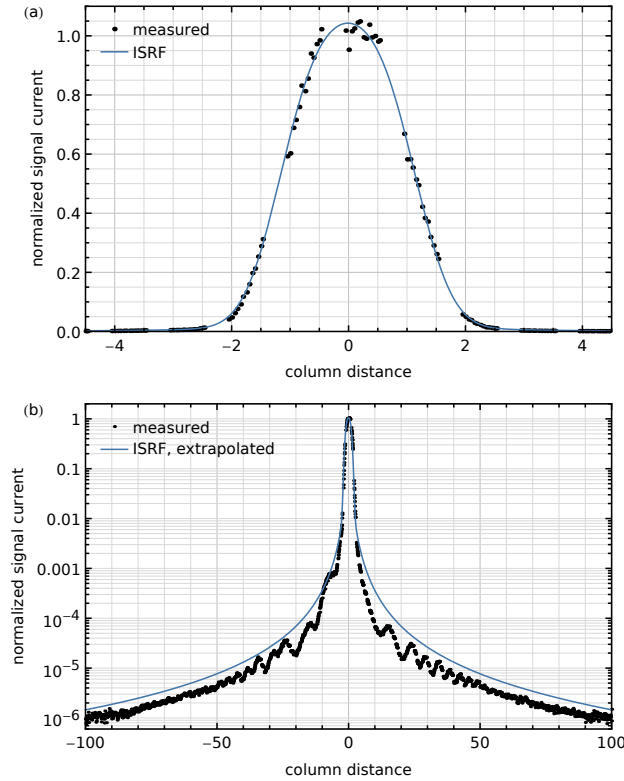 (a)
measured
ISRF
normalized signal current
1.0
0.8
0.6
0.4
0.2
0.0
−4 −2 0 2 4
column distance
(b)
measured
ISRF, extrapolated
normalized signal current
1
0.1
0.01
0.001
10⁻⁴
10⁻⁵
10⁻⁶
−100 −50 0 50 100
column distance